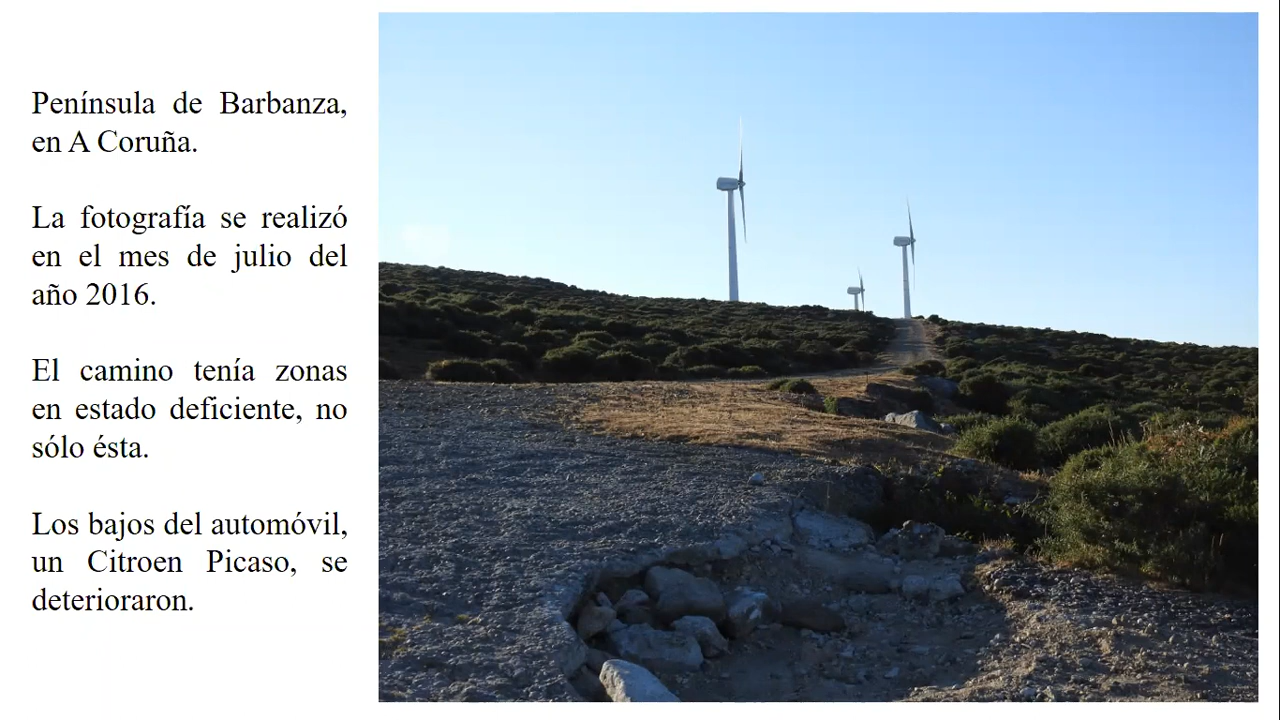 Península de Barbanza,
en A Coruña.
La fotografía se realizó
en el mes de julio del
año 2016.
El camino tenía zonas
en estado deficiente, no
sólo ésta.
Los bajos del automóvil,
un Citroen Picaso, se
deterioraron.